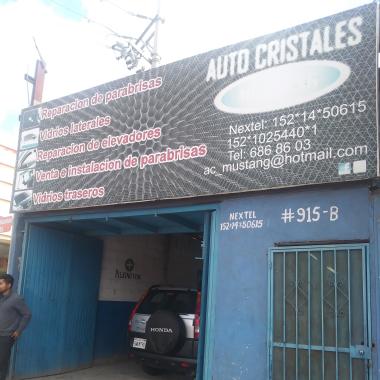 AUTO CRISTALES
Reparacion de parabrisas
Vidrios laterales
Reparacion de elevadores
Venta e instalacion de parabrisas
Vidrios traseros
Nextel: 152*14*50615
152*1025440*1
Tel: 686 86 03
ac_mustang@hotmail.com
NEXTEL
152*14*50615
#915-B
HONDA